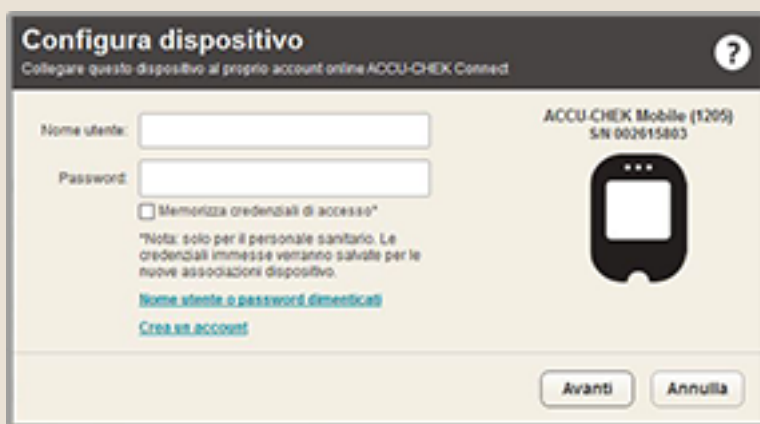 Configura dispositivo
Collegare questo dispositivo al proprio account online ACCU-CHEK Connect
?
Nome utente:
Password:
Memorizza credenziali di accesso*
*Nota: solo per il personale sanitario. Le
credenziali immesse verranno salvate per le
nuove associazioni dispositivo.
Nome utente o password dimenticati
Crea un account
ACCU-CHEK Mobile (1205)
S/N 002615803
Avanti
Annulla